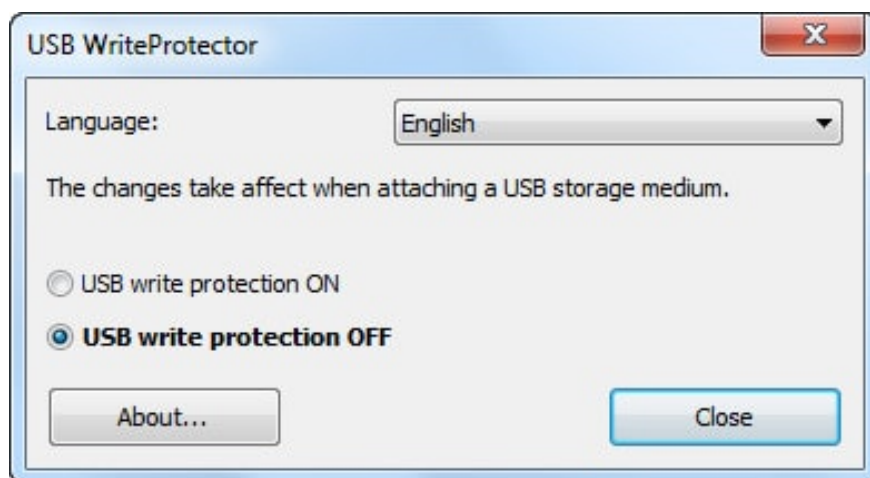 USB WriteProtector
Language:
English
The changes take affect when attaching a USB storage medium.
USB write protection ON
USB write protection OFF
About...
Close